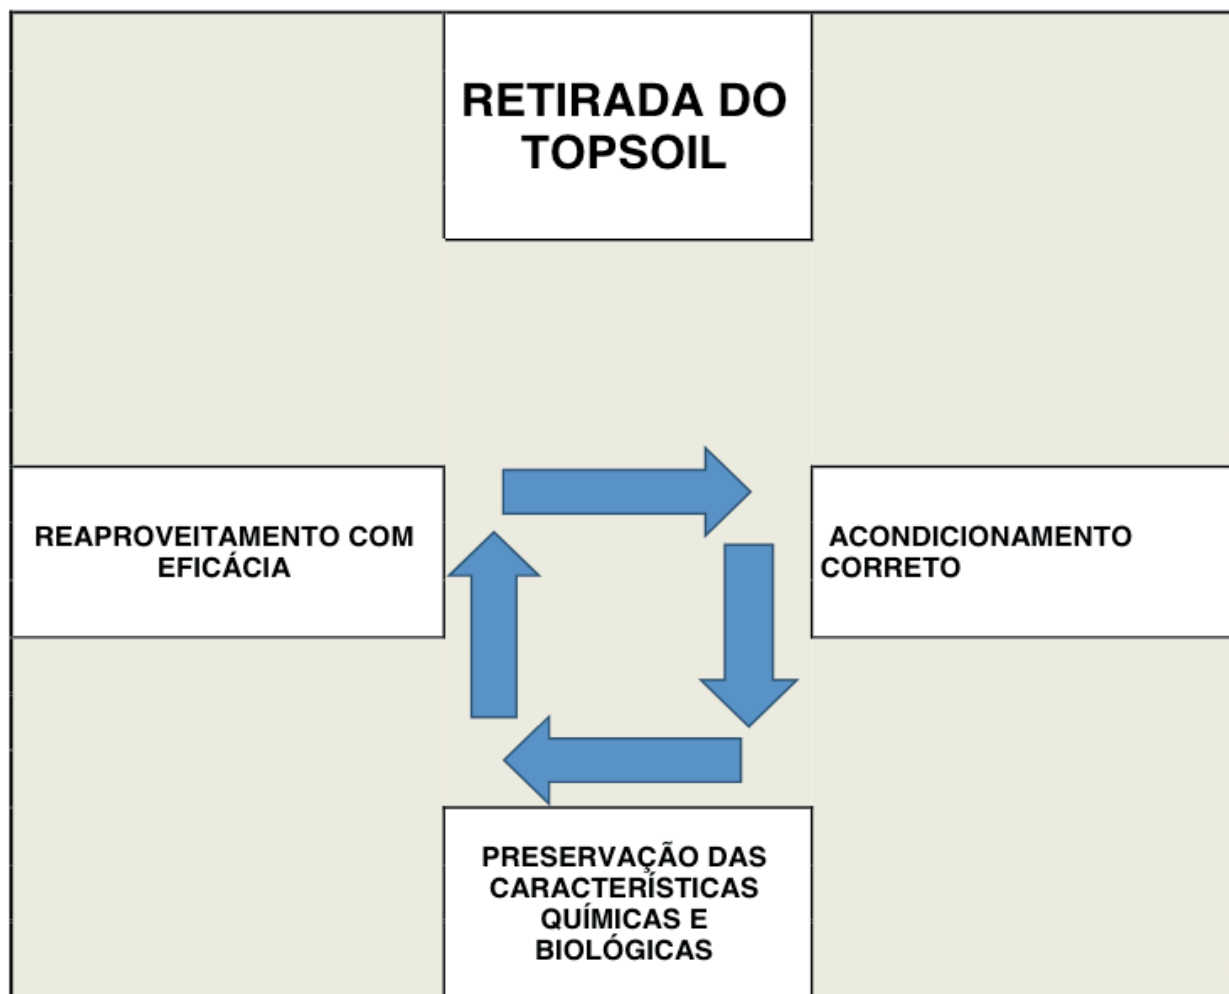 RETIRADA DO
TOPSOIL
REAPROVEITAMENTO COM
EFICÁCIA
ACONDICIONAMENTO
CORRETO
PRESERVAÇÃO DAS
CARACTERÍSTICAS
QUÍMICAS E
BIOLÓGICAS